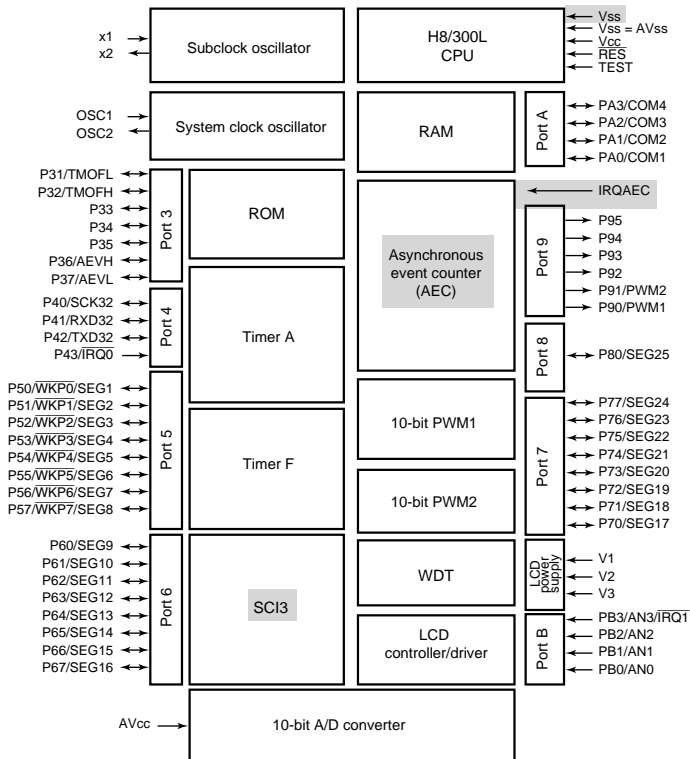 x1
x2
Subclock oscillator
H8/300L
CPU
Vss
Vss = AVss
Vcc
RES
TEST
OSC1
OSC2
System clock oscillator
RAM
Port A
PA3/COM4
PA2/COM3
PA1/COM2
PA0/COM1
P31/TMOFL
P32/TMOFH
P33
P34
P35
P36/AEVH
P37/AEVL
Port 3
ROM
Asynchronous
event counter
(AEC)
IRQAEC
Port 9
P95
P94
P93
P92
P91/PWM2
P90/PWM1
P40/SCK32
P41/RXD32
P42/TXD32
P43/IRQ0
Port 4
Timer A
Port 8
P80/SEG25
P50/WKP0/SEG1
P51/WKP1/SEG2
P52/WKP2/SEG3
P53/WKP3/SEG4
P54/WKP4/SEG5
P55/WKP5/SEG6
P56/WKP6/SEG7
P57/WKP7/SEG8
Port 5
Timer F
10-bit PWM1
10-bit PWM2
Port 7
P77/SEG24
P76/SEG23
P75/SEG22
P74/SEG21
P73/SEG20
P72/SEG19
P71/SEG18
P70/SEG17
P60/SEG9
P61/SEG10
P62/SEG11
P63/SEG12
P64/SEG13
P65/SEG14
P66/SEG15
P67/SEG16
Port 6
SCI3
WDT
LCD
power
supply
V1
V2
V3
LCD
controller/driver
Port B
PB3/AN3/IRQ1
PB2/AN2
PB1/AN1
PB0/AN0
AVcc
10-bit A/D converter